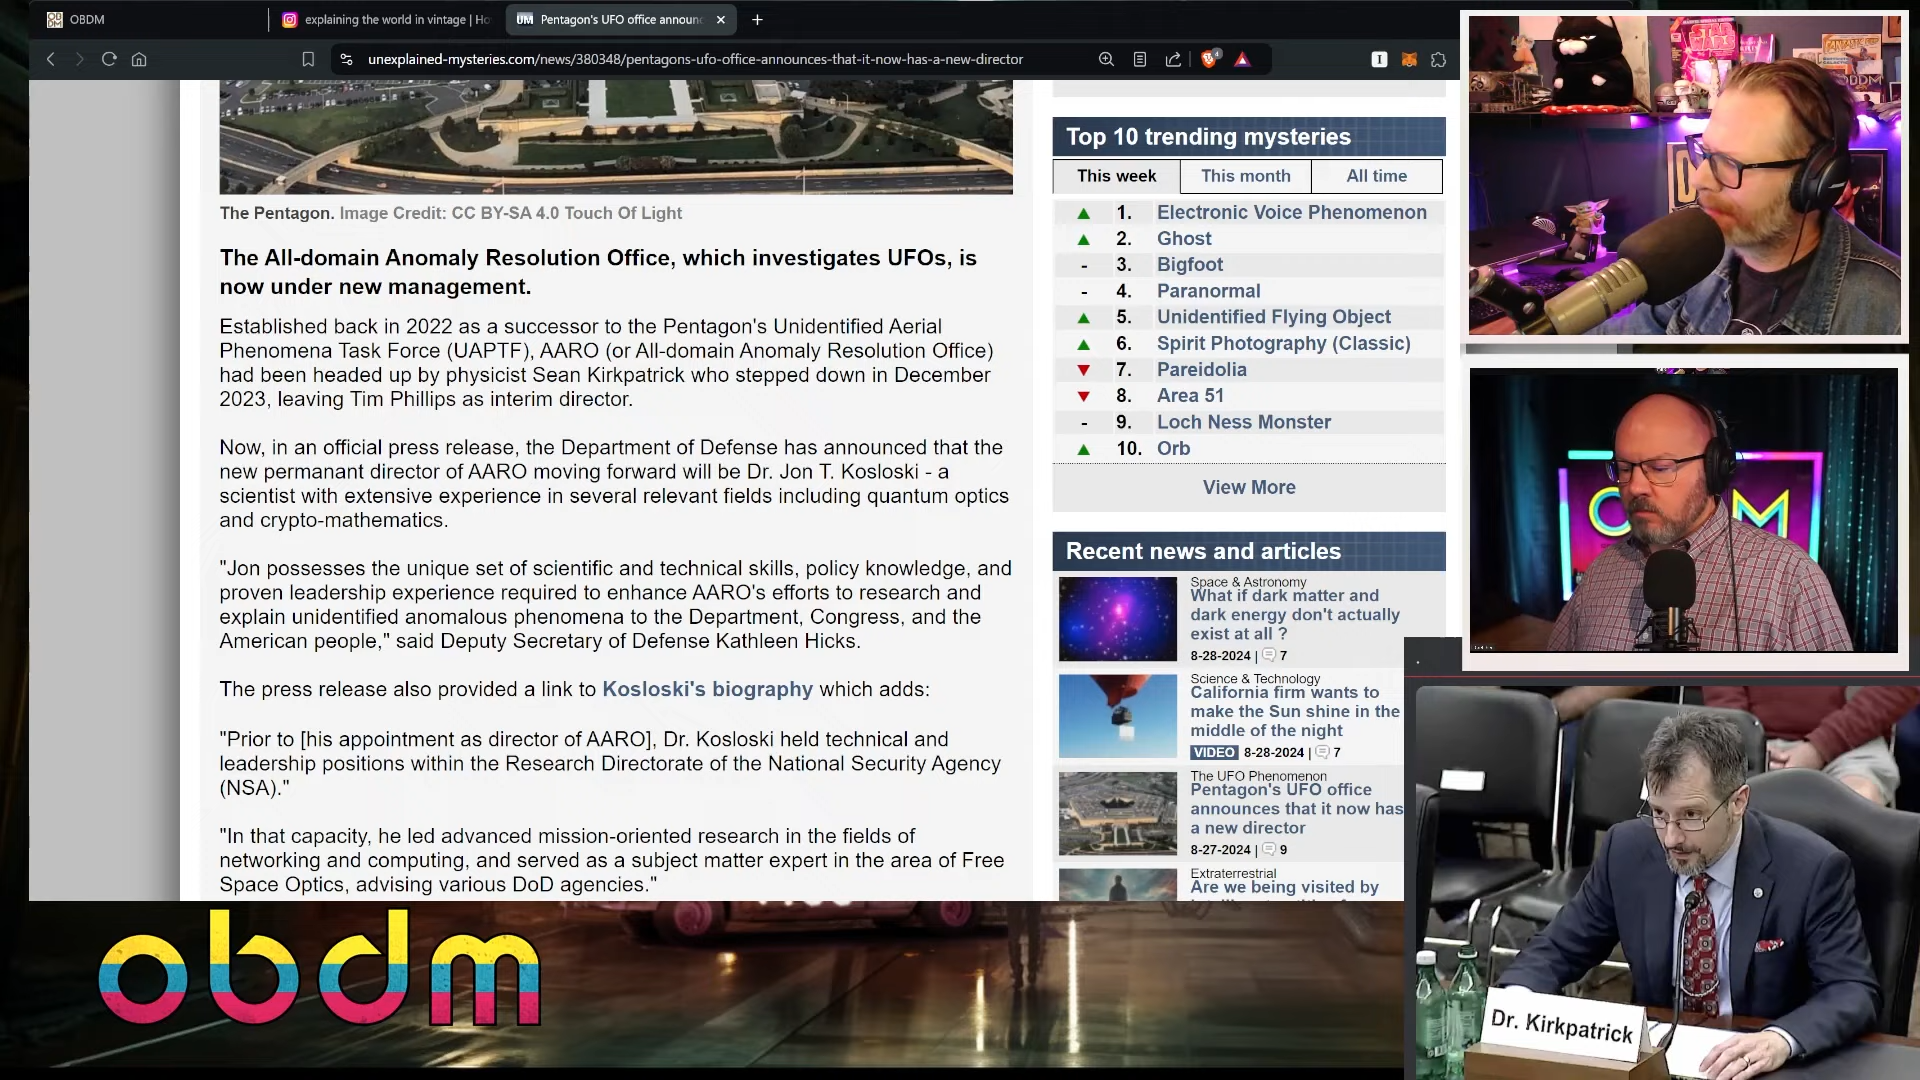 OBDM
explaining the world in vintage | Ho
Pentagon's UFO office announ
unexplained-mysteries.com/news/380348/pentagons-ufo-office-announces-that-it-now-has-a-new-director
The Pentagon. Image Credit: CC BY-SA 4.0 Touch Of Light
The All-domain Anomaly Resolution Office, which investigates UFOs, is
now under new management.
Established back in 2022 as a successor to the Pentagon's Unidentified Aerial
Phenomena Task Force (UAPTF), AARO (or All-domain Anomaly Resolution Office)
had been headed up by physicist Sean Kirkpatrick who stepped down in December
2023, leaving Tim Phillips as interim director.
Now, in an official press release, the Department of Defense has announced that the
new permanant director of AARO moving forward will be Dr. Jon T. Kosloski - a
scientist with extensive experience in several relevant fields including quantum optics
and crypto-mathematics.
"Jon possesses the unique set of scientific and technical skills, policy knowledge, and
proven leadership experience required to enhance AARO's efforts to research and
explain unidentified anomalous phenomena to the Department, Congress, and the
American people," said Deputy Secretary of Defense Kathleen Hicks.
The press release also provided a link to Kosloski's biography which adds:
"Prior to [his appointment as director of AARO], Dr. Kosloski held technical and
leadership positions within the Research Directorate of the National Security Agency
(NSA)."
"In that capacity, he led advanced mission-oriented research in the fields of
networking and computing, and served as a subject matter expert in the area of Free
Space Optics, advising various DoD agencies."
Top 10 trending mysteries
This week This month All time
1. Electronic Voice Phenomenon
2. Ghost
- 3. Bigfoot
- 4. Paranormal
5. Unidentified Flying Object
6. Spirit Photography (Classic)
7. Pareidolia
8. Area 51
- 9. Loch Ness Monster
10. Orb
View More
Recent news and articles
Space & Astronomy
What if dark matter and
dark energy don't actually
exist at all ?
8-28-2024 | 7
Science & Technology
California firm wants to
make the Sun shine in the
middle of the night
VIDEO 8-28-2024 | 7
The UFO Phenomenon
Pentagon's UFO office
announces that it now has
a new director
8-27-2024 | 9
Extraterrestrial
Are we being visited by
STAR WARS
Dr. Kirkpatrick
obdm